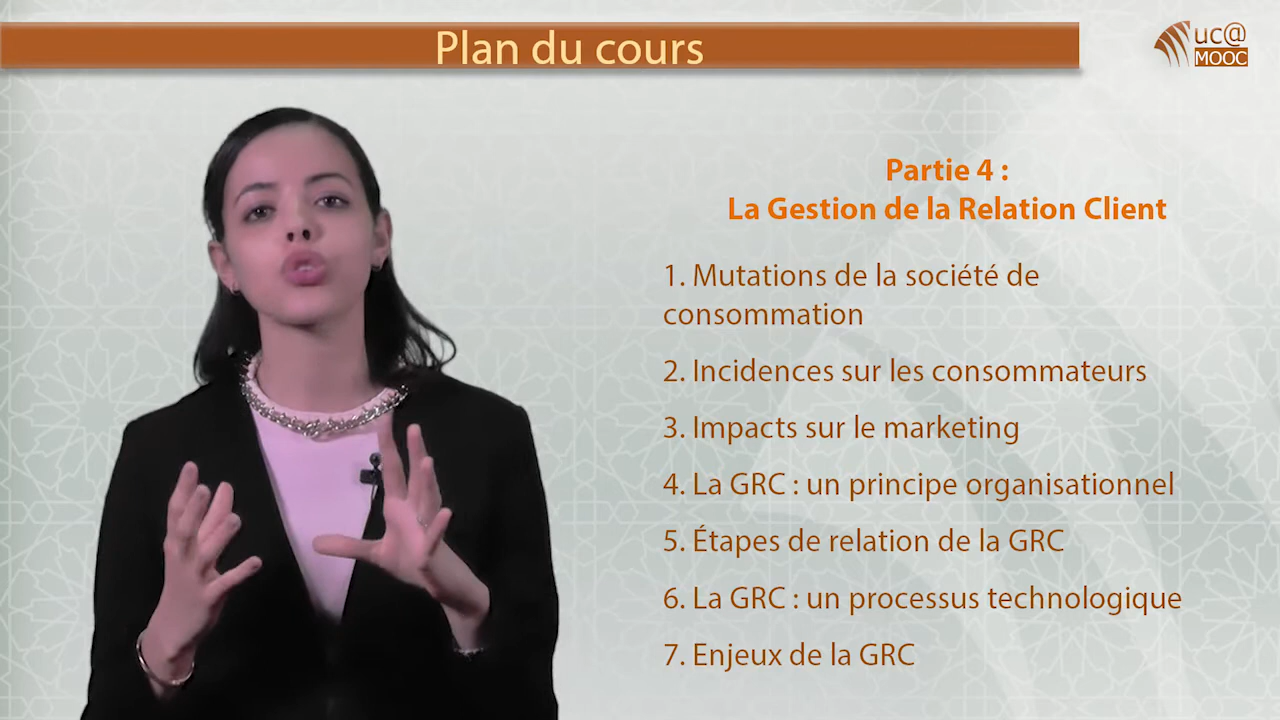 Plan du cours
uc@
MOOC
Partie 4 :
La Gestion de la Relation Client
1. Mutations de la société de
consommation
2. Incidences sur les consommateurs
3. Impacts sur le marketing
4. La GRC : un principe organisationnel
5. Étapes de relation de la GRC
6. La GRC : un processus technologique
7. Enjeux de la GRC